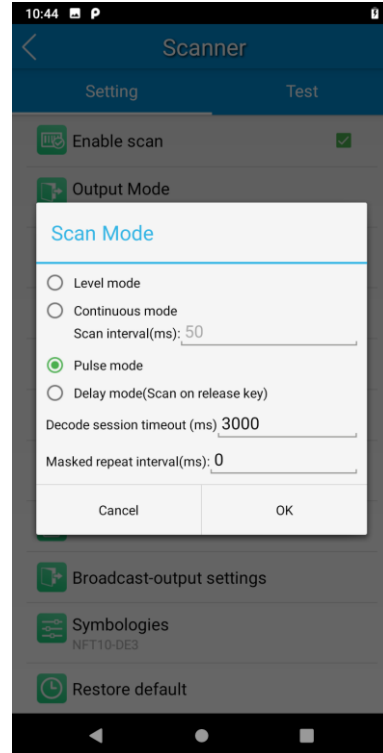 10:44
Scanner
Setting Test
Enable scan
Output Mode
Scan Mode
Level mode
Continuous mode
Scan interval(ms): 50
Pulse mode
Delay mode(Scan on release key)
Decode session timeout (ms) 3000
Masked repeat interval(ms): 0
Cancel OK
Broadcast-output settings
Symbologies
NFT10-DE3
Restore default